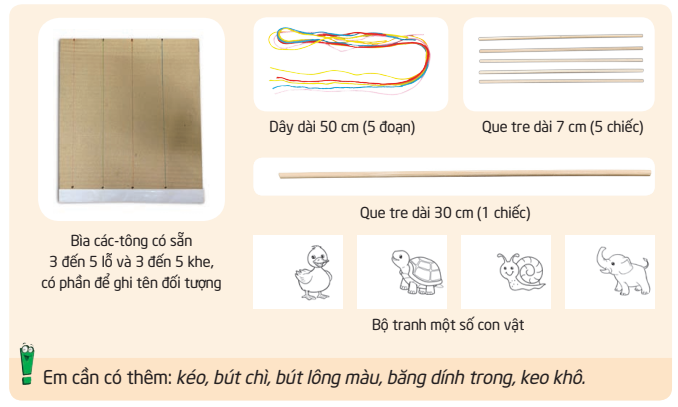 Dây dài 50 cm (5 đoạn)
Que tre dài 7 cm (5 chiếc)
Que tre dài 30 cm (1 chiếc)
Bìa các-tông có sẵn
3 đến 5 lỗ và 3 đến 5 khe,
có phần để ghi tên đối tượng
Bộ tranh một số con vật
Em cần có thêm: kéo, bút chì, bút lông màu, băng dính trong, keo khô.